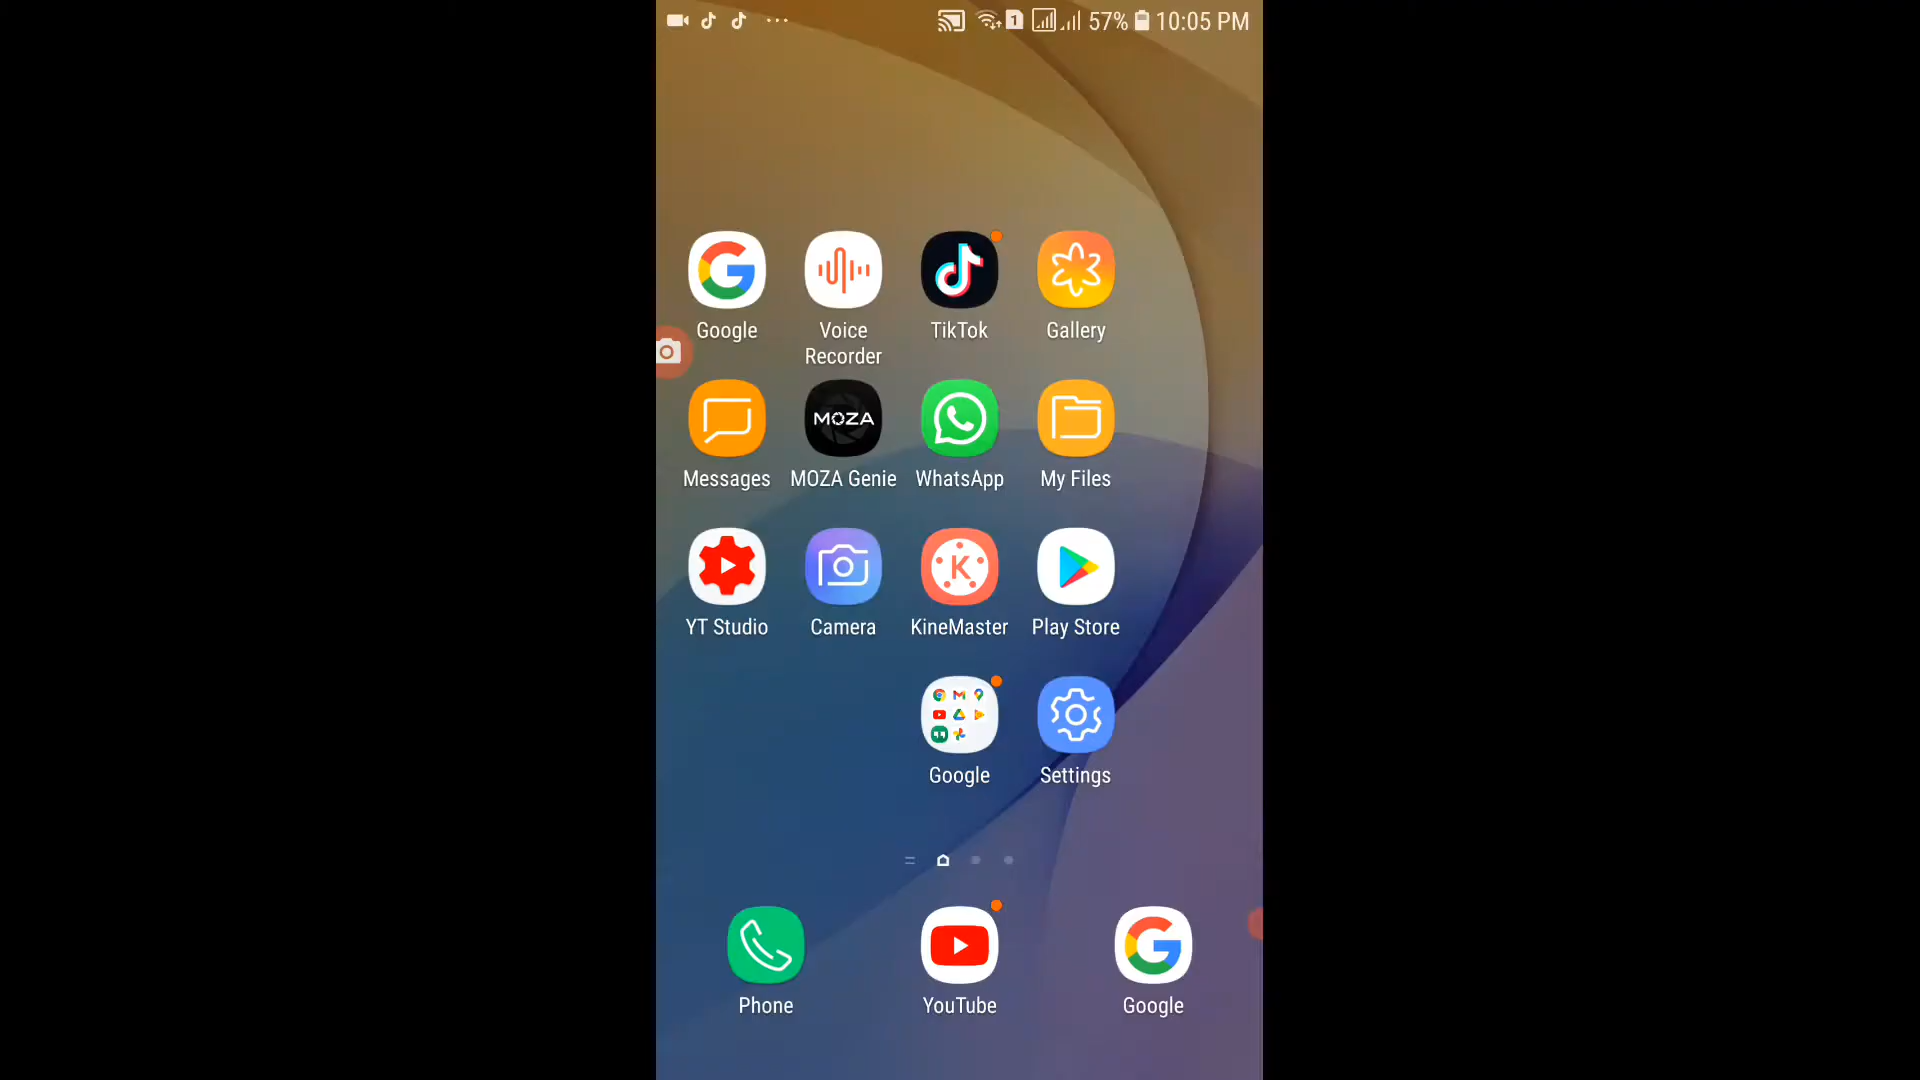 1 57% 10:05 PM
Google Voice Recorder TikTok Gallery
MOZA
Messages MOZA Genie WhatsApp My Files
K
YT Studio Camera KineMaster Play Store
Google Settings
Phone YouTube Google